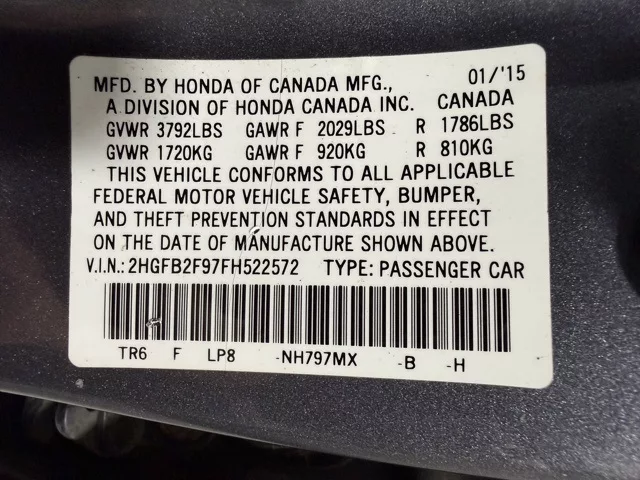 MFD. BY HONDA OF CANADA MFG., 01/'15
A DIVISION OF HONDA CANADA INC. CANADA
GVWR 3792LBS GAWR F 2029LBS R 1786LBS
GVWR 1720KG GAWR F 920KG R 810KG
THIS VEHICLE CONFORMS TO ALL APPLICABLE
FEDERAL MOTOR VEHICLE SAFETY, BUMPER,
AND THEFT PREVENTION STANDARDS IN EFFECT
ON THE DATE OF MANUFACTURE SHOWN ABOVE.
V.I.N.: 2HGFB2F97FH522572 TYPE: PASSENGER CAR
TR6 F LP8 -NH797MX -B -H